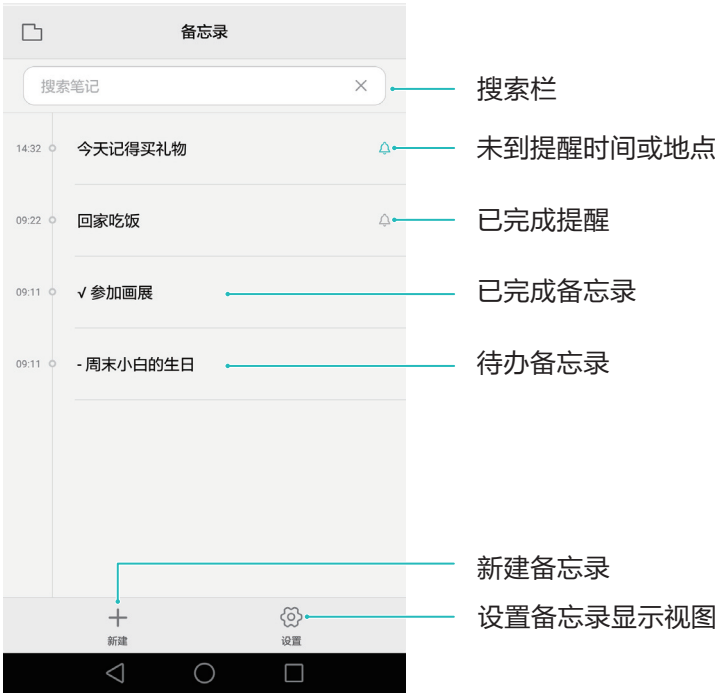 备忘录
搜索笔记
搜索栏
14:32 今天记得买礼物
未到提醒时间或地点
09:22 回家吃饭
已完成提醒
09:11 √ 参加画展
已完成备忘录
09:11 - 周末小白的生日
待办备忘录
新建备忘录
设置备忘录显示视图
新建
设置